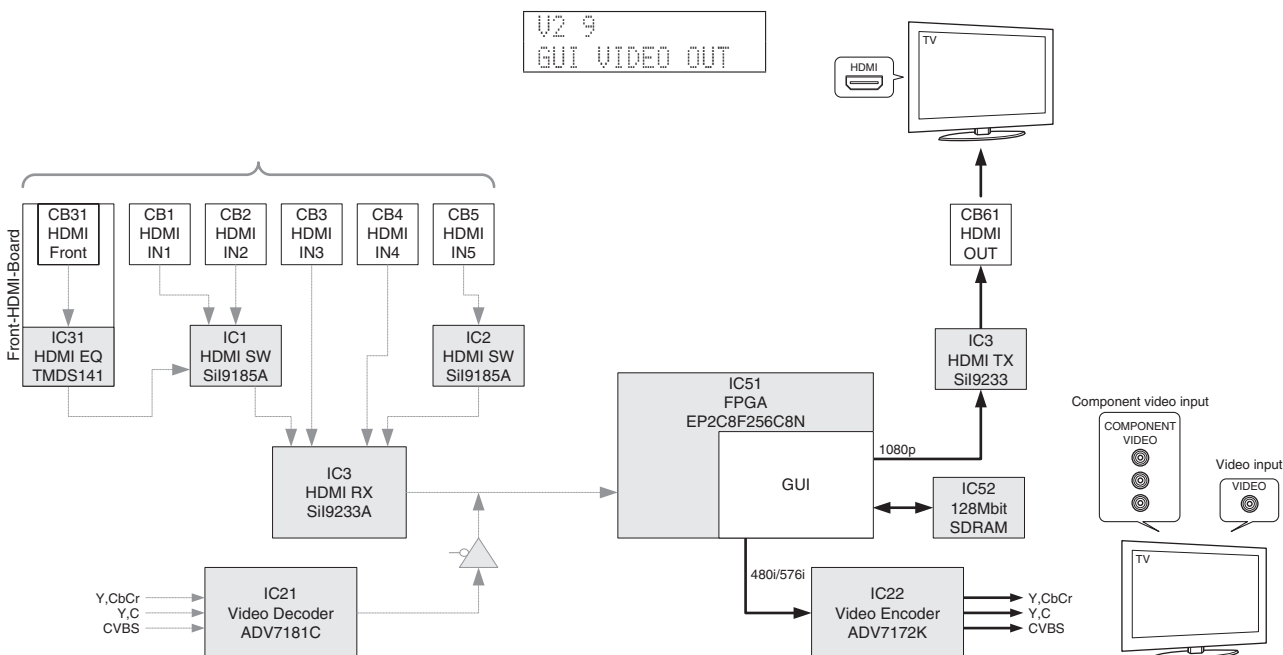 V2 9
GUI VIDEO OUT
TV
HDMI
Front-HDMI-Board
CB31
HDMI
Front
CB1
HDMI
IN1
CB2
HDMI
IN2
CB3
HDMI
IN3
CB4
HDMI
IN4
CB5
HDMI
IN5
CB61
HDMI
OUT
IC31
HDMI EQ
TMDS141
IC1
HDMI SW
SiI9185A
IC2
HDMI SW
SiI9185A
IC3
HDMI TX
SiI9233
IC51
FPGA
EP2C8F256C8N
GUI
1080p
Component video input
COMPONENT
VIDEO
Video input
VIDEO
IC3
HDMI RX
SiI9233A
IC52
128Mbit
SDRAM
480i/576i
IC21
Video Decoder
ADV7181C
Y,CbCr
Y,C
CVBS
IC22
Video Encoder
ADV7172K
Y,CbCr
Y,C
CVBS
TV